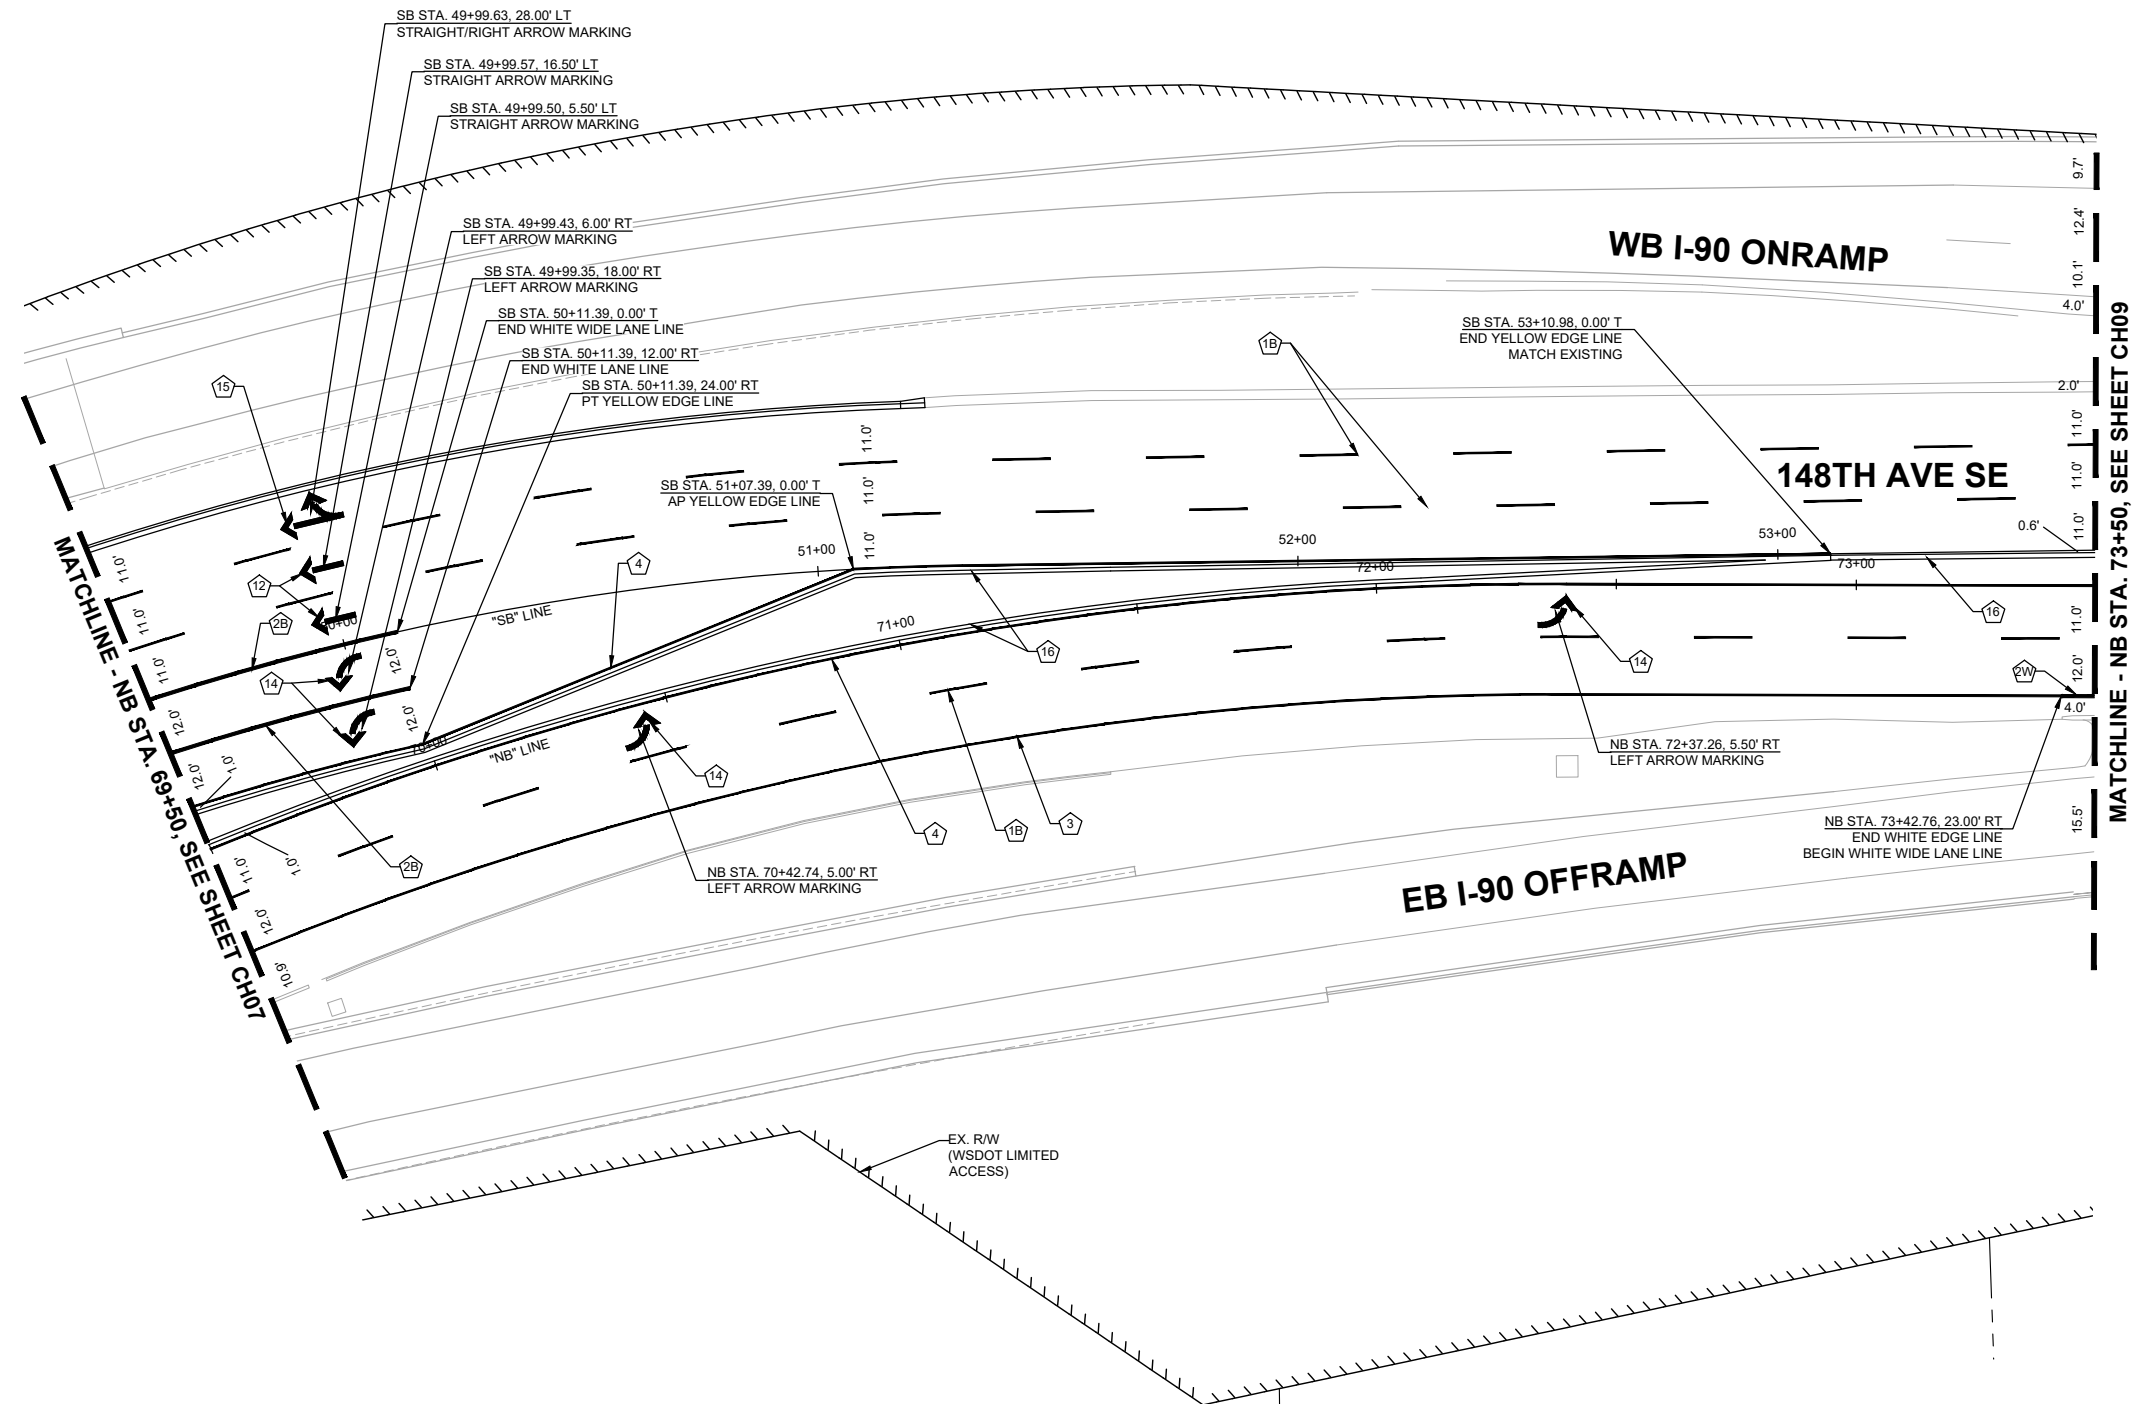 SB STA. 49+99.63, 28.00' LT
STRAIGHT/RIGHT ARROW MARKING
SB STA. 49+99.57, 16.50' LT
STRAIGHT ARROW MARKING
SB STA. 49+99.50, 5.50' LT
STRAIGHT ARROW MARKING
SB STA. 49+99.43, 6.00' RT
LEFT ARROW MARKING
SB STA. 49+99.35, 18.00' RT
LEFT ARROW MARKING
SB STA. 50+11.39, 0.00' T
END WHITE WIDE LANE LINE
SB STA. 50+11.39, 12.00' RT
END WHITE LANE LINE
SB STA. 50+11.39, 24.00' RT
PT YELLOW EDGE LINE
SB STA. 51+07.39, 0.00' T
AP YELLOW EDGE LINE
SB STA. 53+10.98, 0.00' T
END YELLOW EDGE LINE
MATCH EXISTING
WB I-90 ONRAMP
148TH AVE SE
EB I-90 OFFRAMP
9.7'
12.4'
10.1'
4.0'
2.0'
11.0'
11.0'
11.0'
0.6'
11.0'
12.0'
4.0'
15.5'
MATCHLINE - NB STA. 73+50, SEE SHEET CH09
MATCHLINE - NB STA. 69+50, SEE SHEET CH07
11.0'
11.0'
11.0'
12.0'
12.0'
1.0'
1.0'
11.0'
12.0'
10.9'
12.0'
12.0'
11.0'
11.0'
11.0'
15
12
2B
14
2B
4
1B
16
14
14
4
1B
3
16
2W
51+00
52+00
53+00
70+00
71+00
72+00
73+00
"SB" LINE
"NB" LINE
NB STA. 70+42.74, 5.00' RT
LEFT ARROW MARKING
NB STA. 72+37.26, 5.50' RT
LEFT ARROW MARKING
NB STA. 73+42.76, 23.00' RT
END WHITE EDGE LINE
BEGIN WHITE WIDE LANE LINE
EX. R/W
(WSDOT LIMITED
ACCESS)